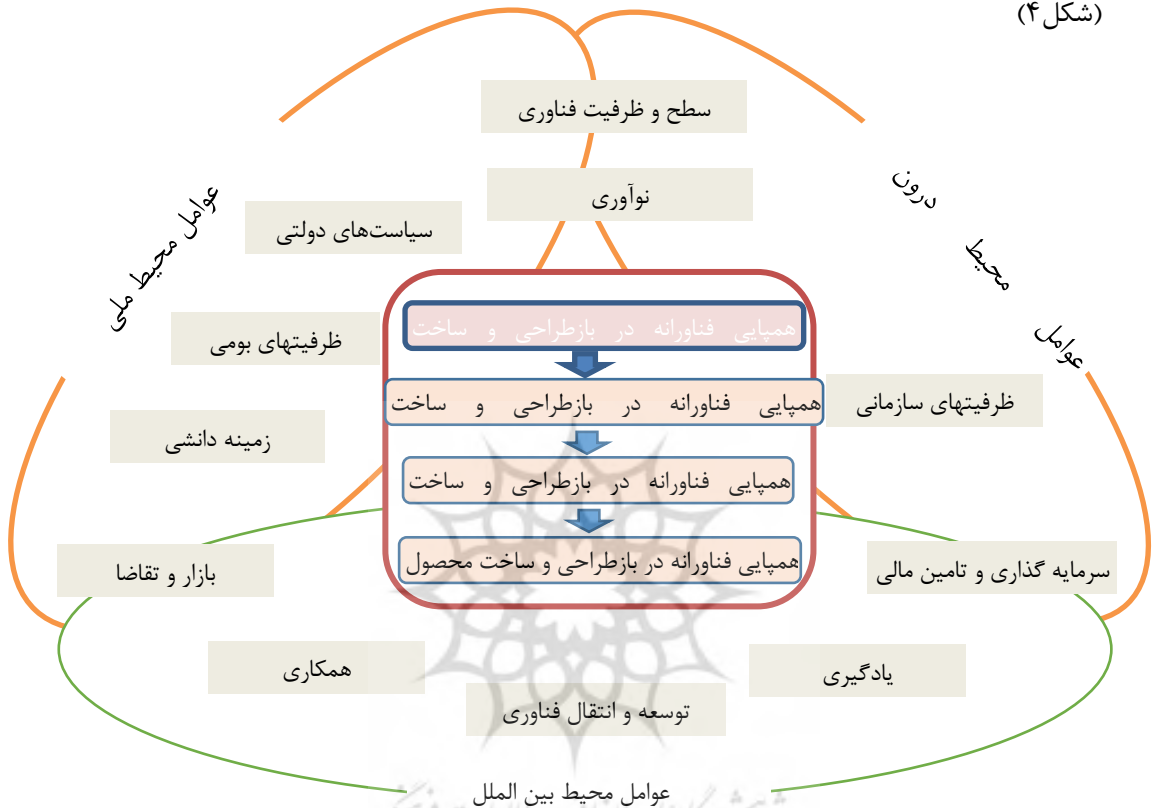 (شکل۴)
سطح و ظرفیت فناوری
نوآوری
سیاست‌های دولتی
درون
محیط
عوامل
عوامل محیط ملی
ظرفیتهای بومی
زمینه دانشی
ظرفیتهای سازمانی
همپایی فناورانه در بازطراحی و ساخت
همپایی فناورانه در بازطراحی و ساخت
همپایی فناورانه در بازطراحی و ساخت
همپایی فناورانه در بازطراحی و ساخت محصول
سرمایه گذاری و تامین مالی
بازار و تقاضا
یادگیری
همکاری
توسعه و انتقال فناوری
عوامل محیط بین الملل